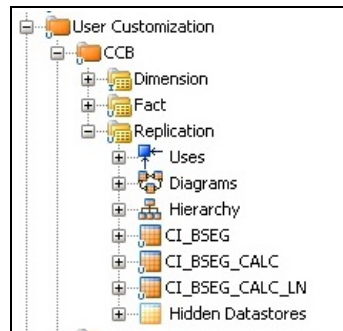 User Customization
CCB
Dimension
Fact
Replication
Uses
Diagrams
Hierarchy
CI_BSEG
CI_BSEG_CALC
CI_BSEG_CALC_LN
Hidden Datastores